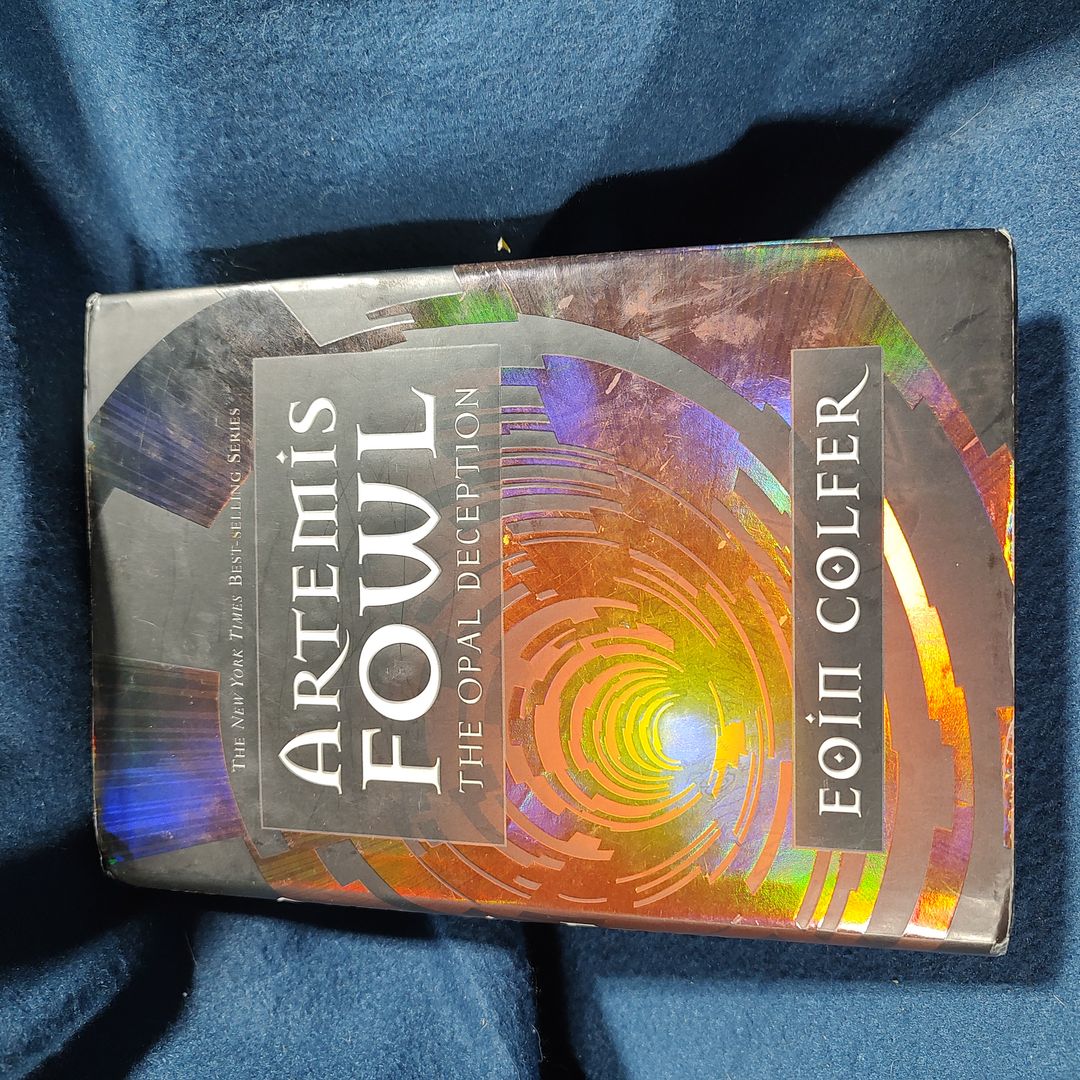 THE NEW YORK TIMES BEST-SELLING SERIES
ARTEMIS
FOWL
THE OPAL DECEPTION
EOIN COLFER